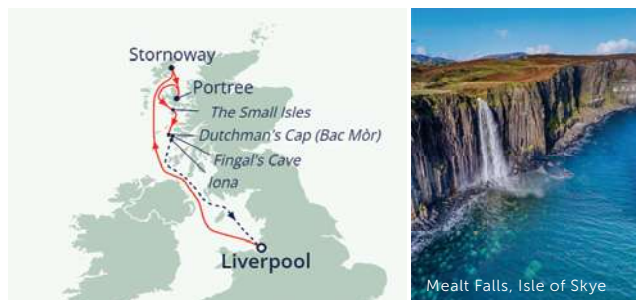 Stornoway
Portree
The Small Isles
Dutchman's Cap (Bac Mòr)
Fingal's Cave
Iona
Liverpool
Mealt Falls, Isle of Skye